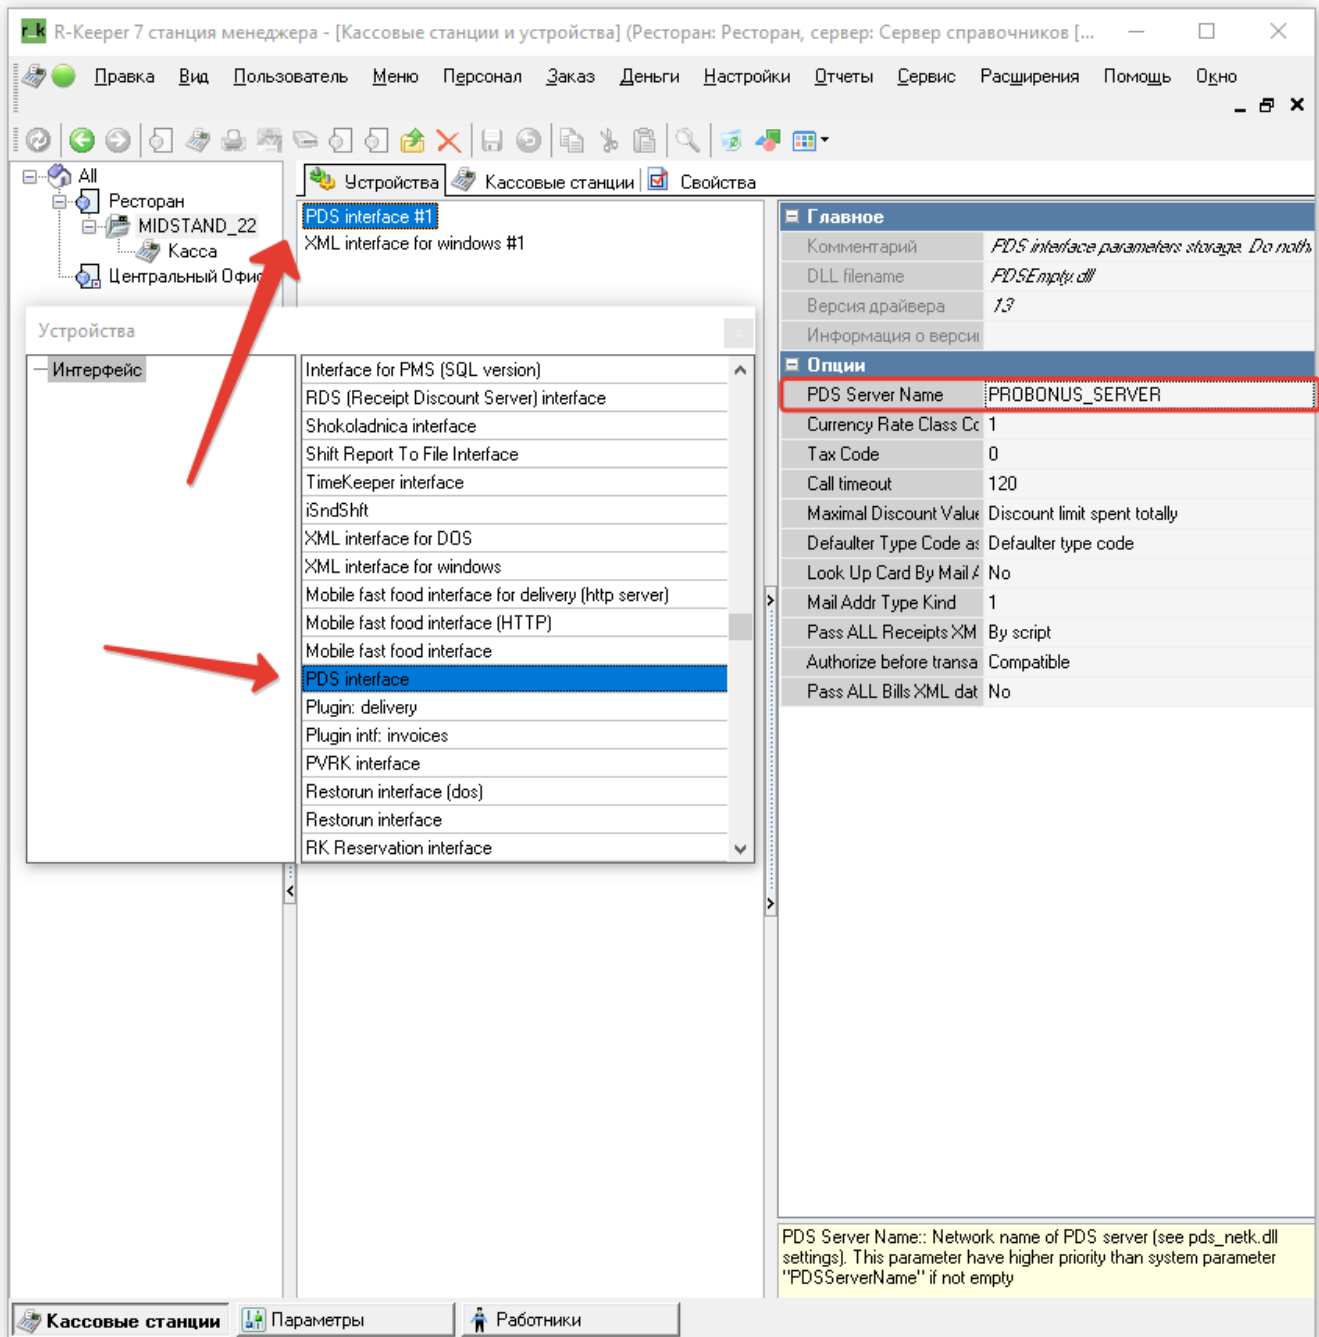 r_k R-Keeper 7 станция менеджера - [Кассовые станции и устройства] (Ресторан: Ресторан, сервер: Сервер справочников [...
Правка Вид Пользователь Меню Персонал Заказ Деньги Настройки Отчеты Сервис Расширения Помощь Окно
All
Ресторан
MIDSTAND_22
Касса
Центральный Офис
Устройства Кассовые станции Свойства
PDS interface #1
XML interface for windows #1
Устройства
Интерфейс
Interface for PMS (SQL version)
RDS (Receipt Discount Server) interface
Shokoladnica interface
Shift Report To File Interface
TimeKeeper interface
iSndShft
XML interface for DOS
XML interface for windows
Mobile fast food interface for delivery (http server)
Mobile fast food interface (HTTP)
Mobile fast food interface
PDS interface
Plugin: delivery
Plugin intf: invoices
PVRK interface
Restorun interface (dos)
Restorun interface
RK Reservation interface
Главное
Комментарий PDS interface parameters storage. Do noth
DLL filename PDSEmpty.dll
Версия драйвера 1.3
Информация о верси
Опции
PDS Server Name PROBONUS_SERVER
Currency Rate Class Co 1
Tax Code 0
Call timeout 120
Maximal Discount Value Discount limit spent totally
Defaulter Type Code as Defaulter type code
Look Up Card By Mail A No
Mail Addr Type Kind 1
Pass ALL Receipts XM By script
Authorize before transa Compatible
Pass ALL Bills XML dat No
PDS Server Name:: Network name of PDS server (see pds_netk.dll
settings). This parameter have higher priority than system parameter
"PDSServerName" if not empty
Кассовые станции Параметры Работники